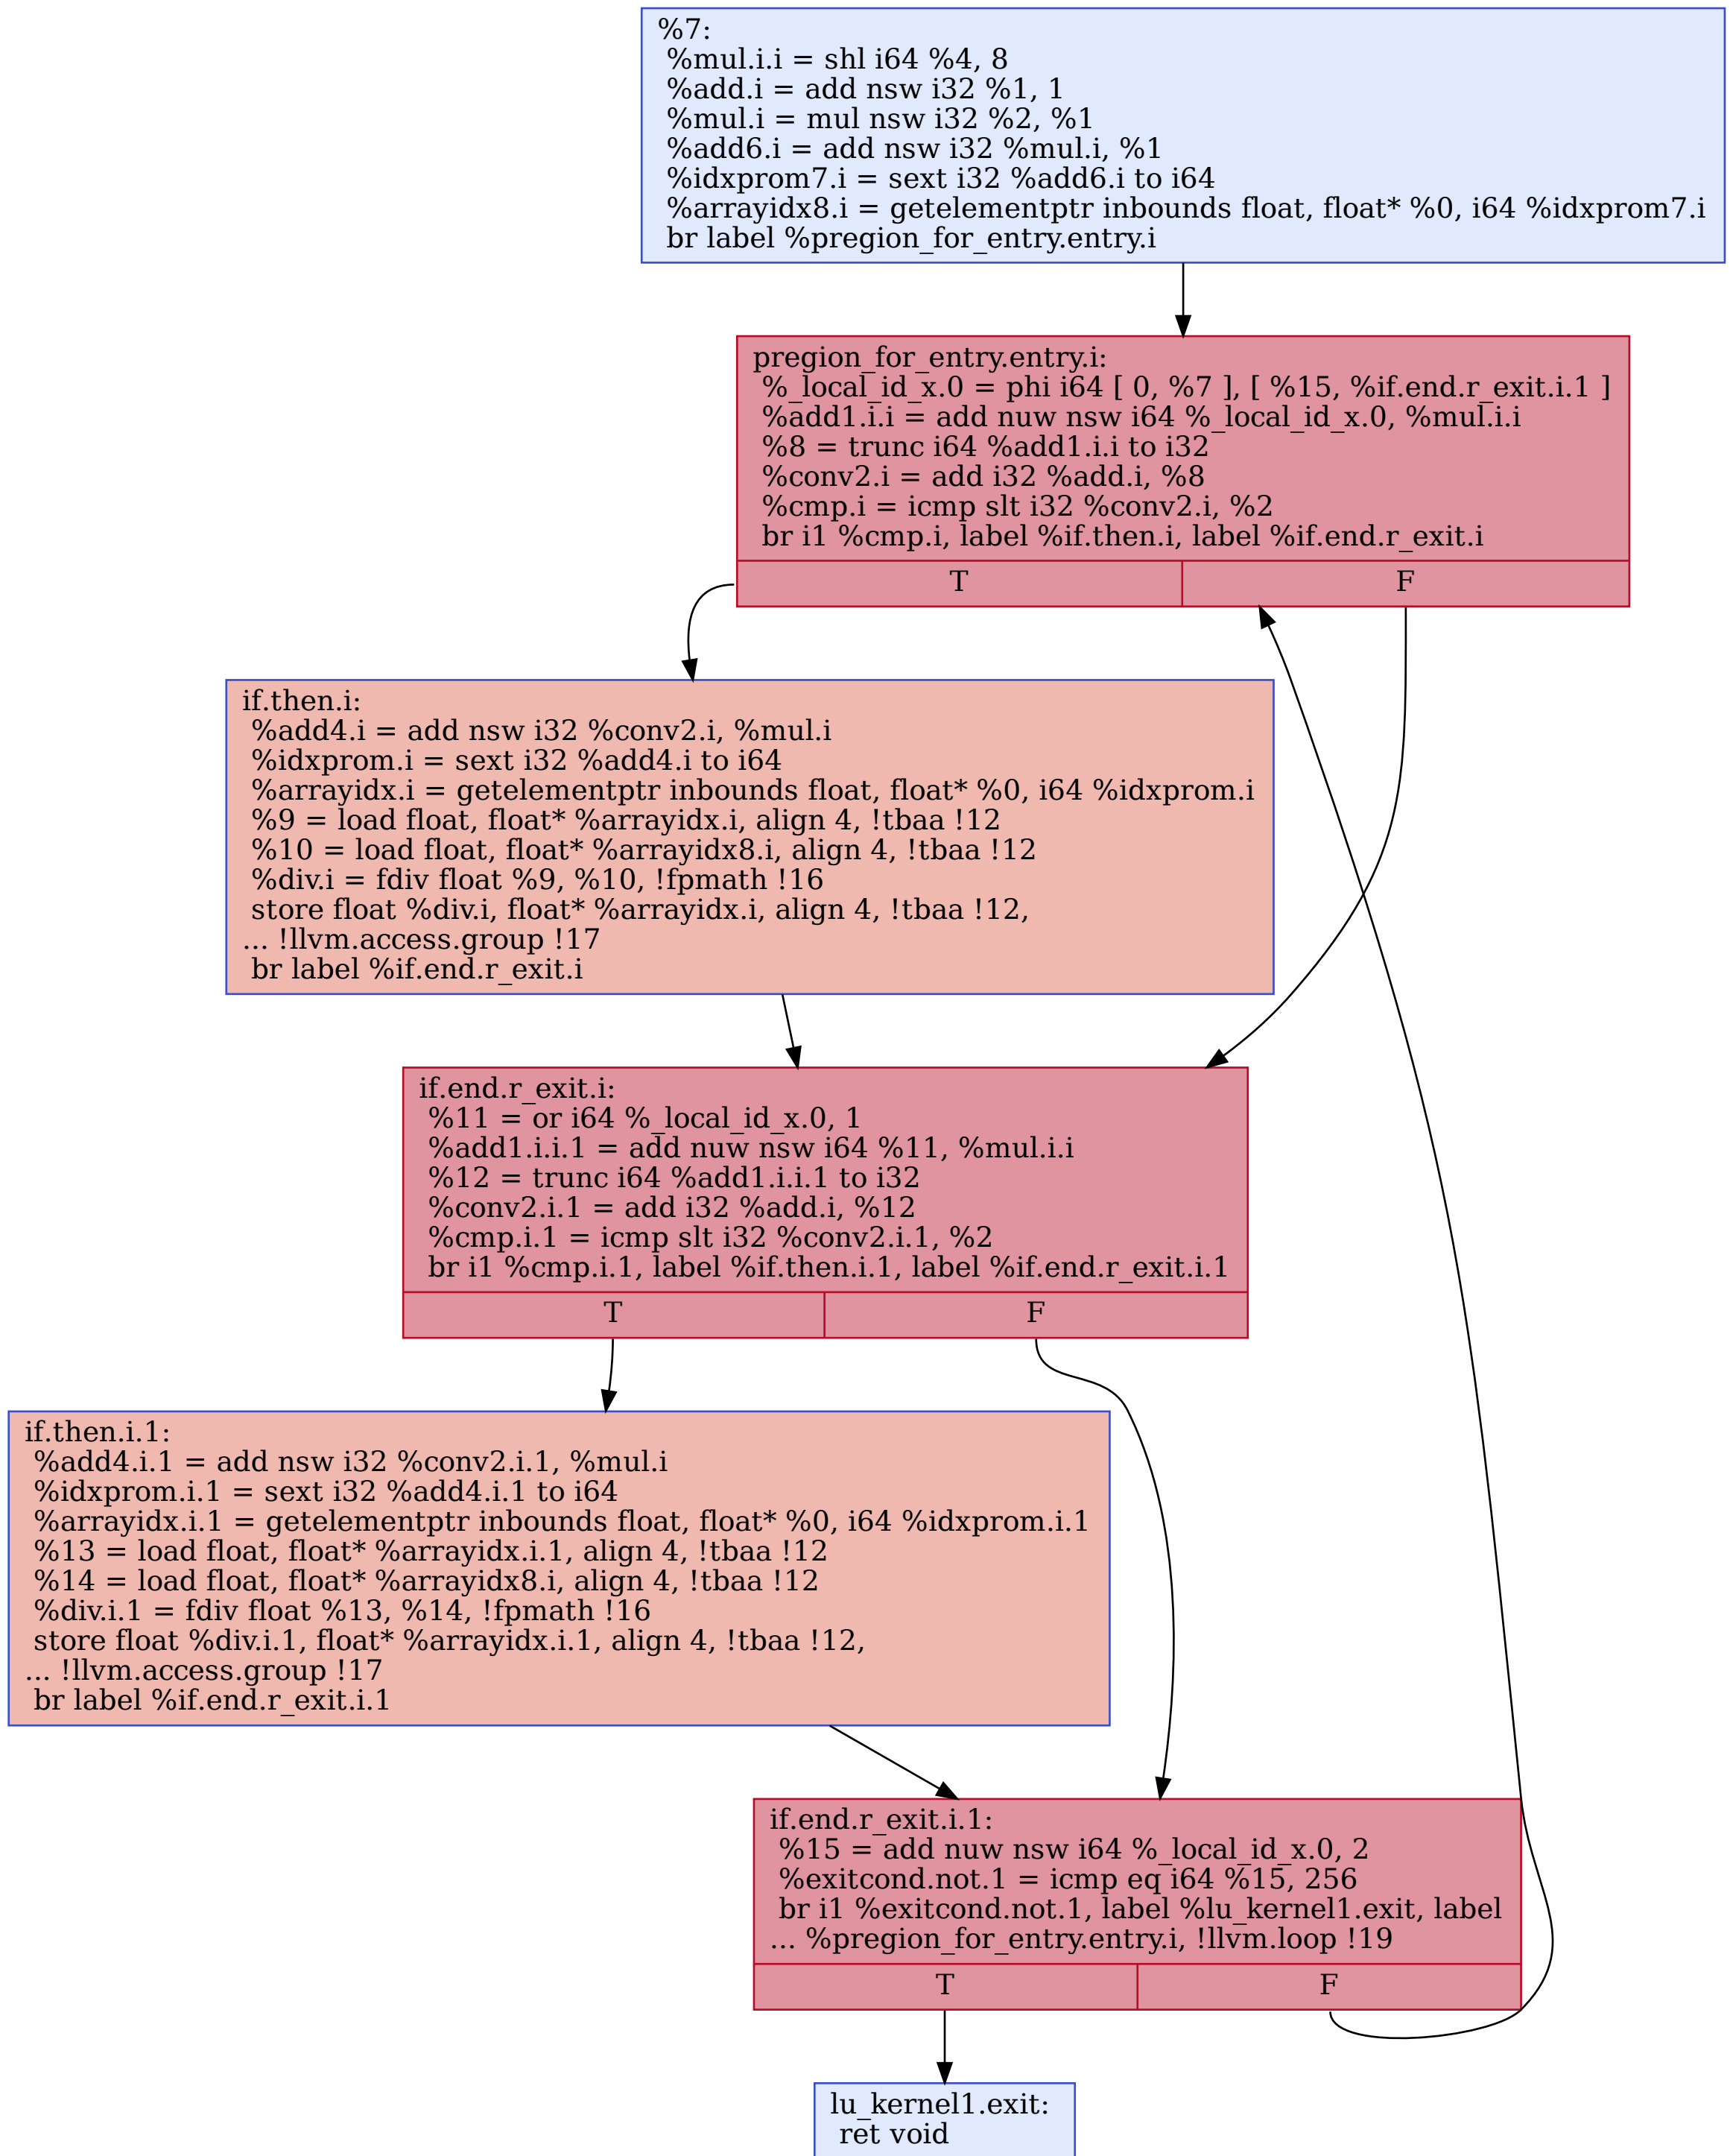 %7:
%mul.i.i = shl i64 %4, 8
%add.i = add nsw i32 %1, 1
%mul.i = mul nsw i32 %2, %1
%add6.i = add nsw i32 %mul.i, %1
%idxprom7.i = sext i32 %add6.i to i64
%arrayidx8.i = getelementptr inbounds float, float* %0, i64 %idxprom7.i
br label %pregion_for_entry.entry.i
pregion_for_entry.entry.i:
%_local_id_x.0 = phi i64 [ 0, %7 ], [ %15, %if.end.r_exit.i.1 ]
%add1.i.i = add nuw nsw i64 %_local_id_x.0, %mul.i.i
%8 = trunc i64 %add1.i.i to i32
%conv2.i = add i32 %add.i, %8
%cmp.i = icmp slt i32 %conv2.i, %2
br i1 %cmp.i, label %if.then.i, label %if.end.r_exit.i
T F
if.then.i:
%add4.i = add nsw i32 %conv2.i, %mul.i
%idxprom.i = sext i32 %add4.i to i64
%arrayidx.i = getelementptr inbounds float, float* %0, i64 %idxprom.i
%9 = load float, float* %arrayidx.i, align 4, !tbaa !12
%10 = load float, float* %arrayidx8.i, align 4, !tbaa !12
%div.i = fdiv float %9, %10, !fpmath !16
store float %div.i, float* %arrayidx.i, align 4, !tbaa !12,
... !llvm.access.group !17
br label %if.end.r_exit.i
if.end.r_exit.i:
%11 = or i64 %_local_id_x.0, 1
%add1.i.i.1 = add nuw nsw i64 %11, %mul.i.i
%12 = trunc i64 %add1.i.i.1 to i32
%conv2.i.1 = add i32 %add.i, %12
%cmp.i.1 = icmp slt i32 %conv2.i.1, %2
br i1 %cmp.i.1, label %if.then.i.1, label %if.end.r_exit.i.1
T F
if.then.i.1:
%add4.i.1 = add nsw i32 %conv2.i.1, %mul.i
%idxprom.i.1 = sext i32 %add4.i.1 to i64
%arrayidx.i.1 = getelementptr inbounds float, float* %0, i64 %idxprom.i.1
%13 = load float, float* %arrayidx.i.1, align 4, !tbaa !12
%14 = load float, float* %arrayidx8.i, align 4, !tbaa !12
%div.i.1 = fdiv float %13, %14, !fpmath !16
store float %div.i.1, float* %arrayidx.i.1, align 4, !tbaa !12,
... !llvm.access.group !17
br label %if.end.r_exit.i.1
if.end.r_exit.i.1:
%15 = add nuw nsw i64 %_local_id_x.0, 2
%exitcond.not.1 = icmp eq i64 %15, 256
br i1 %exitcond.not.1, label %lu_kernel1.exit, label
... %pregion_for_entry.entry.i, !llvm.loop !19
T F
lu_kernel1.exit:
ret void